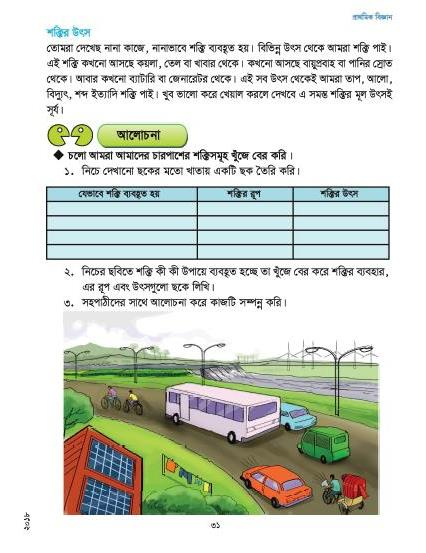 প্রাথমিক বিজ্ঞান
শক্তির উৎস
তোমরা দেখেছ নানা কাজে, নানাভাবে শক্তি ব্যবহৃত হয়। বিভিন্ন উৎস থেকে আমরা শক্তি পাই।
এই শক্তি কখনো আসছে কয়লা, তেল বা খাবার থেকে। কখনো আসছে বায়ুপ্রবাহ বা পানির স্রোত
থেকে। আবার কখনো ব্যাটারি বা জেনারেটর থেকে। এই সব উৎস থেকেই আমরা তাপ, আলো,
বিদ্যুৎ, শব্দ ইত্যাদি শক্তি পাই। খুব ভালো করে খেয়াল করলে দেখবে এ সমস্ত শক্তির মূল উৎসই
সূর্য।
আলোচনা
◆ চলো আমরা আমাদের চারপাশের শক্তিসমূহ খুঁজে বের করি।
১. নিচে দেখানো ছকের মতো খাতায় একটি ছক তৈরি করি।
যেভাবে শক্তি ব্যবহৃত হয় শক্তির রূপ শক্তির উৎস
২. নিচের ছবিতে শক্তি কী কী উপায়ে ব্যবহৃত হচ্ছে তা খুঁজে বের করে শক্তির ব্যবহার,
এর রূপ এবং উৎসগুলো ছকে লিখি।
৩. সহপাঠীদের সাথে আলোচনা করে কাজটি সম্পন্ন করি।
৩১
২০১৮